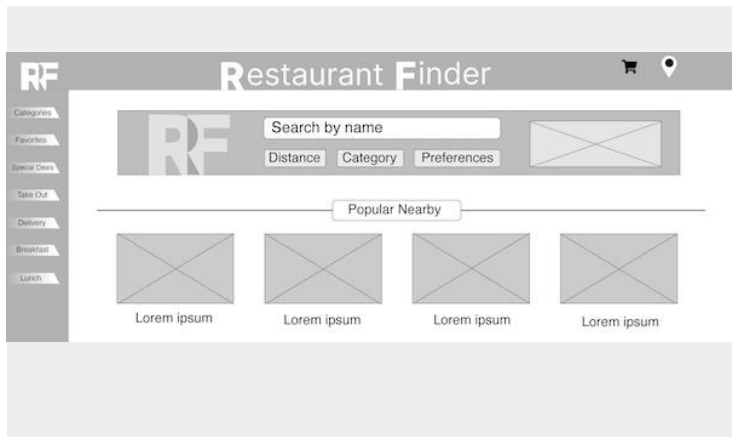 RF
Restaurant Finder
Categories
Favorites
Special Deals
Take Out
Delivery
Breakfast
Lunch
RF
Search by name
Distance Category Preferences
Popular Nearby
Lorem ipsum Lorem ipsum Lorem ipsum Lorem ipsum